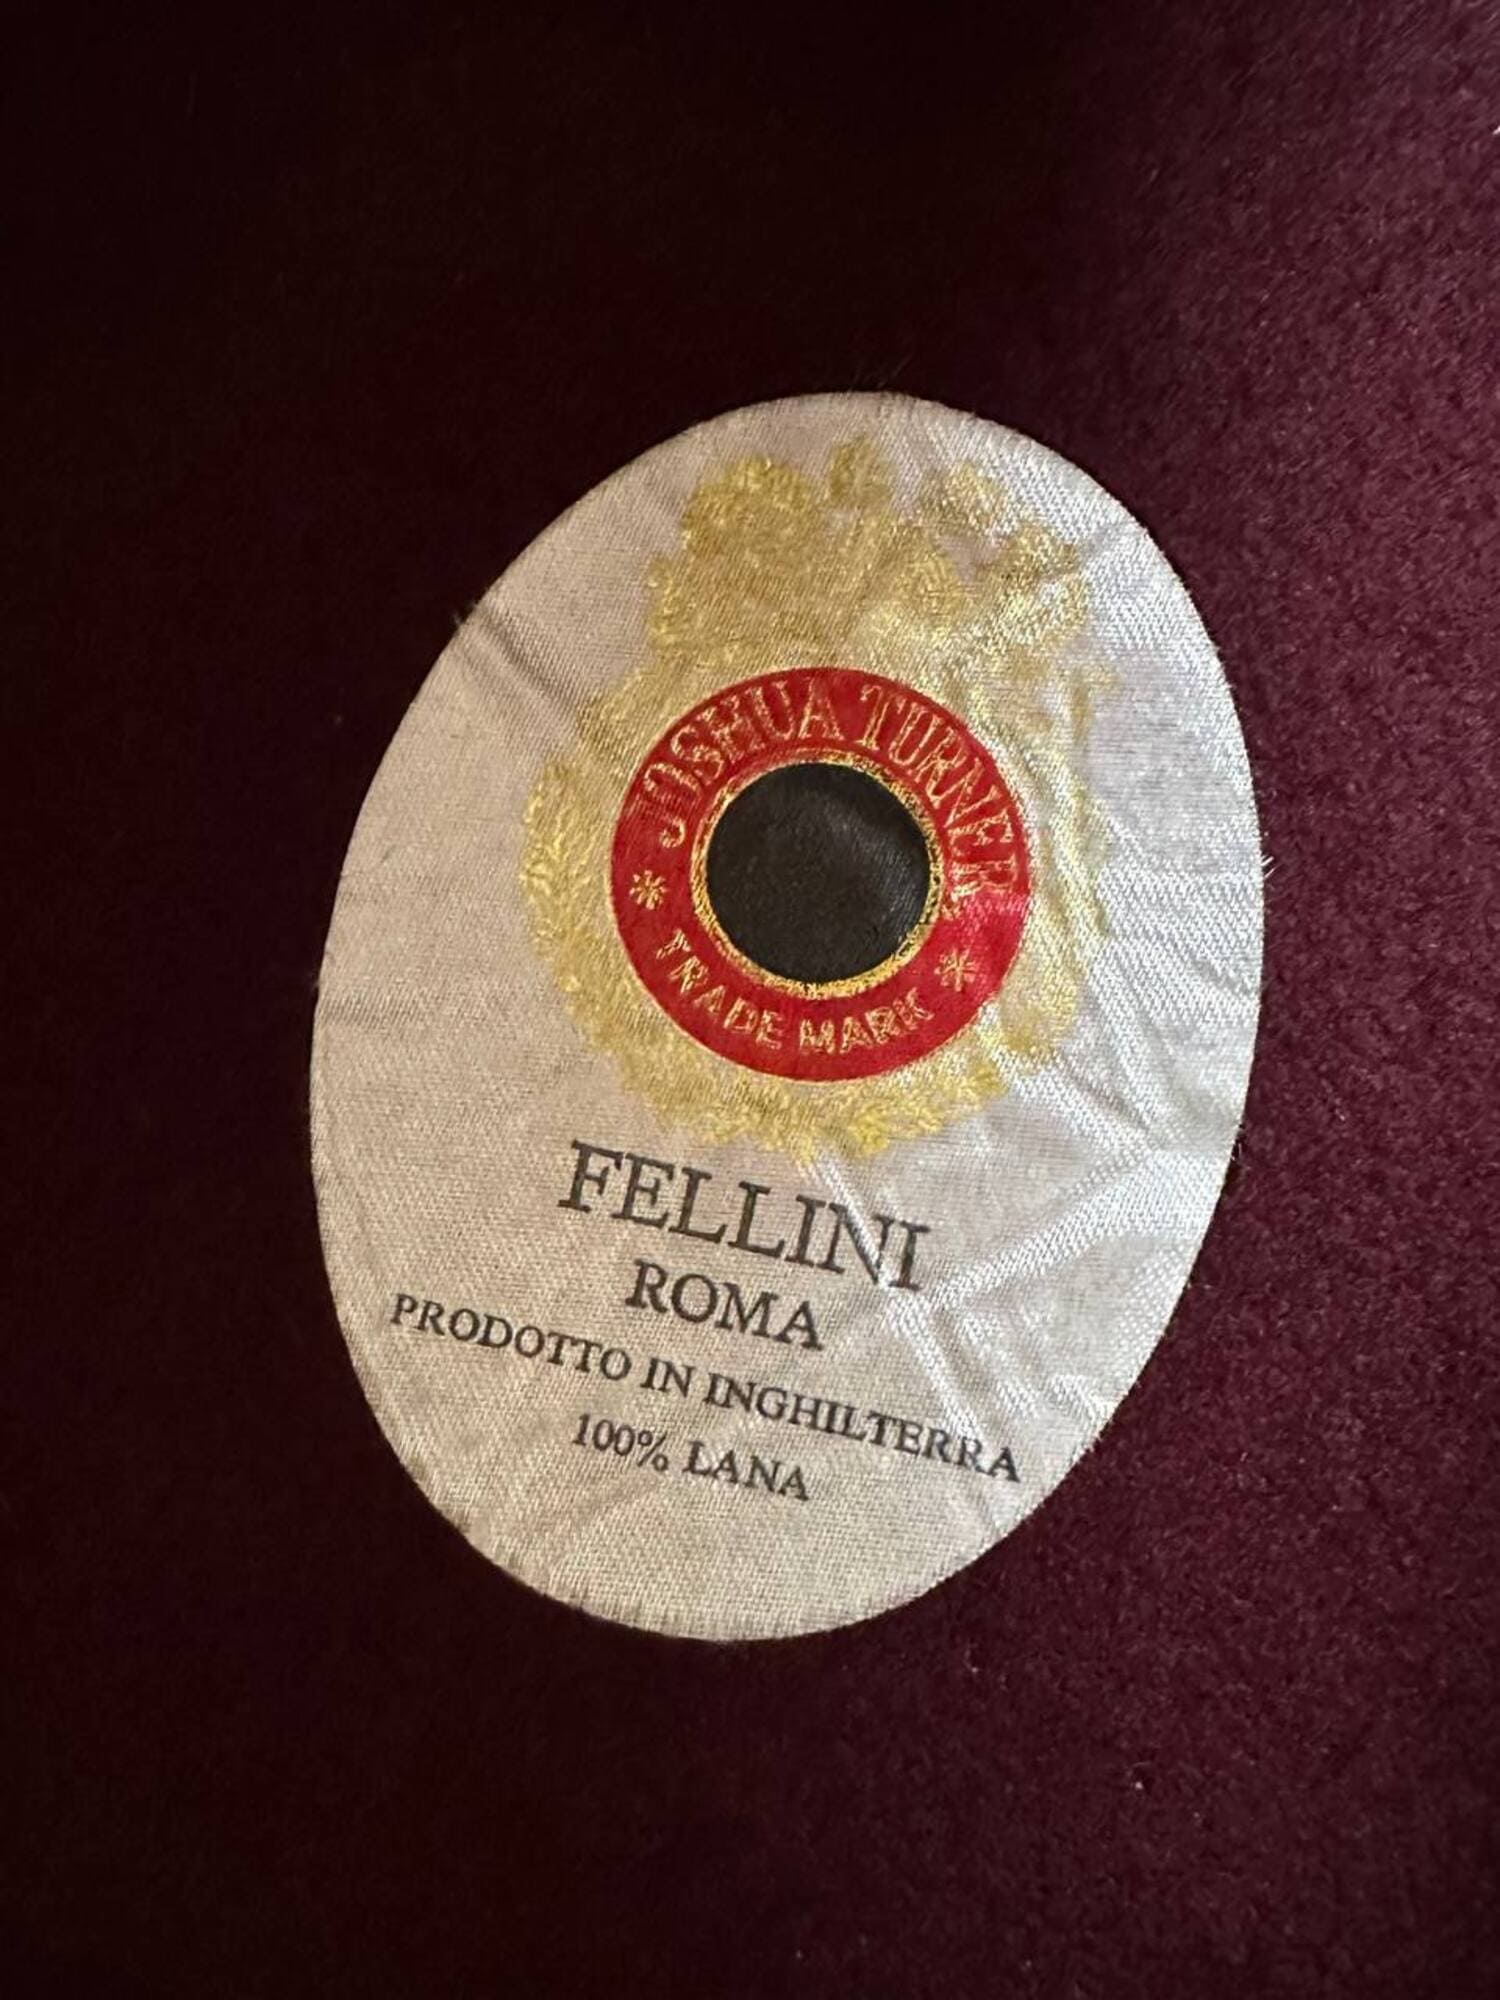 JOSHUA TURNER
* TRADE MARK *
FELLINI
ROMA
PRODOTTO IN INGHILTERRA
100% LANA